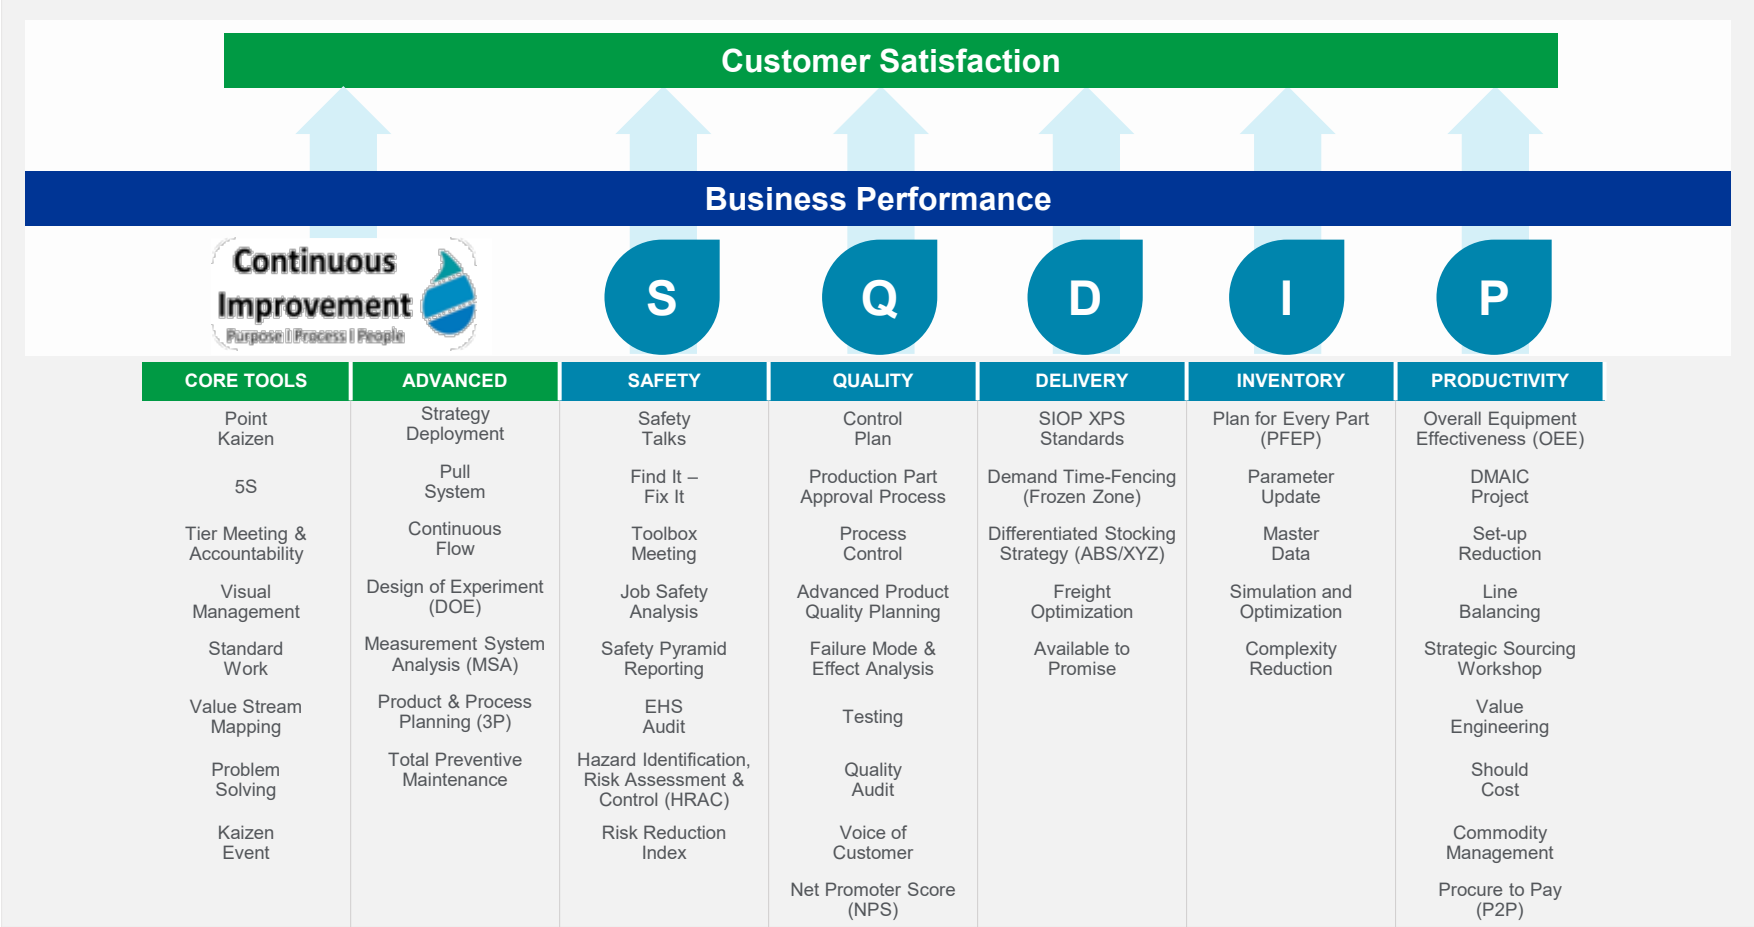 Customer Satisfaction
Business Performance
Continuous
Improvement
Purpose | Process | People
S
Q
D
I
P
CORE TOOLS
ADVANCED
SAFETY
QUALITY
DELIVERY
INVENTORY
PRODUCTIVITY
Point
Kaizen
5S
Tier Meeting &
Accountability
Visual
Management
Standard
Work
Value Stream
Mapping
Problem
Solving
Kaizen
Event
Strategy
Deployment
Pull
System
Continuous
Flow
Design of Experiment
(DOE)
Measurement System
Analysis (MSA)
Product & Process
Planning (3P)
Total Preventive
Maintenance
Safety
Talks
Find It –
Fix It
Toolbox
Meeting
Job Safety
Analysis
Safety Pyramid
Reporting
EHS
Audit
Hazard Identification,
Risk Assessment &
Control (HRAC)
Risk Reduction
Index
Control
Plan
Production Part
Approval Process
Process
Control
Advanced Product
Quality Planning
Failure Mode &
Effect Analysis
Testing
Quality
Audit
Voice of
Customer
Net Promoter Score
(NPS)
SIOP XPS
Standards
Demand Time-Fencing
(Frozen Zone)
Differentiated Stocking
Strategy (ABS/XYZ)
Freight
Optimization
Available to
Promise
Plan for Every Part
(PFEP)
Parameter
Update
Master
Data
Simulation and
Optimization
Complexity
Reduction
Overall Equipment
Effectiveness (OEE)
DMAIC
Project
Set-up
Reduction
Line
Balancing
Strategic Sourcing
Workshop
Value
Engineering
Should
Cost
Commodity
Management
Procure to Pay
(P2P)